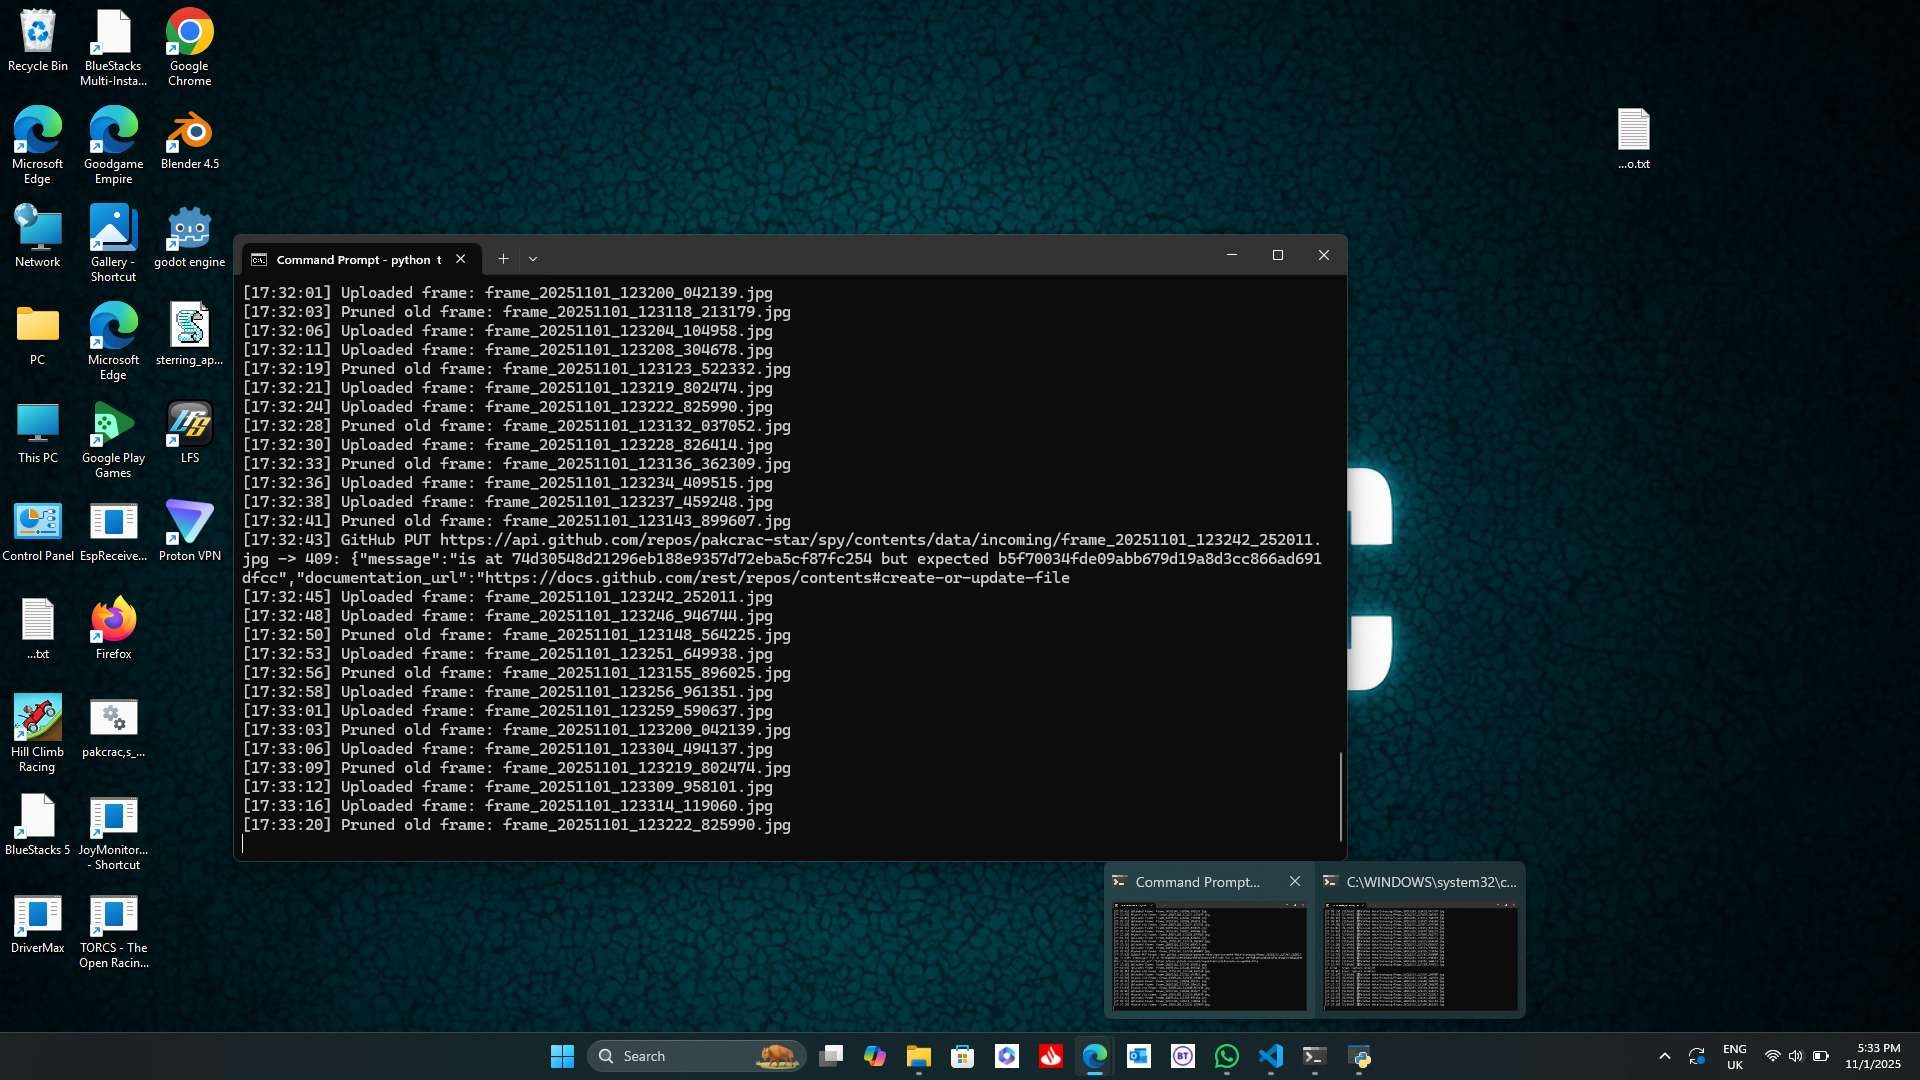 Recycle Bin
BlueStacks
Multi-Insta...
Google
Chrome
Microsoft
Edge
Goodgame
Empire
Blender 4.5
Network
Gallery -
Shortcut
godot engine
PC
Microsoft
Edge
sterring_ap...
This PC
Google Play
Games
LFS
Control Panel
EspReceive...
Proton VPN
...txt
Firefox
Hill Climb
Racing
pakcrac,s_...
BlueStacks 5
JoyMonitor...
- Shortcut
DriverMax
TORCS - The
Open Racin...
...o.txt
Command Prompt - python t
[17:32:01] Uploaded frame: frame_20251101_123200_042139.jpg
[17:32:03] Pruned old frame: frame_20251101_123118_213179.jpg
[17:32:06] Uploaded frame: frame_20251101_123204_104958.jpg
[17:32:11] Uploaded frame: frame_20251101_123208_304678.jpg
[17:32:19] Pruned old frame: frame_20251101_123123_522332.jpg
[17:32:21] Uploaded frame: frame_20251101_123219_802474.jpg
[17:32:24] Uploaded frame: frame_20251101_123222_825990.jpg
[17:32:28] Pruned old frame: frame_20251101_123132_037052.jpg
[17:32:30] Uploaded frame: frame_20251101_123228_826414.jpg
[17:32:33] Pruned old frame: frame_20251101_123136_362309.jpg
[17:32:36] Uploaded frame: frame_20251101_123234_409515.jpg
[17:32:38] Uploaded frame: frame_20251101_123237_459248.jpg
[17:32:41] Pruned old frame: frame_20251101_123143_899607.jpg
[17:32:43] GitHub PUT https://api.github.com/repos/pakcrac-star/spy/contents/data/incoming/frame_20251101_123242_252011.
jpg -> 409: {"message":"is at 74d30548d21296eb188e9357d72eba5cf87fc254 but expected b5f70034fde09abb679d19a8d3cc866ad691
dfcc","documentation_url":"https://docs.github.com/rest/repos/contents#create-or-update-file
[17:32:45] Uploaded frame: frame_20251101_123242_252011.jpg
[17:32:48] Uploaded frame: frame_20251101_123246_946744.jpg
[17:32:50] Pruned old frame: frame_20251101_123148_564225.jpg
[17:32:53] Uploaded frame: frame_20251101_123251_649938.jpg
[17:32:56] Pruned old frame: frame_20251101_123155_896025.jpg
[17:32:58] Uploaded frame: frame_20251101_123256_961351.jpg
[17:33:01] Uploaded frame: frame_20251101_123259_590637.jpg
[17:33:03] Pruned old frame: frame_20251101_123200_042139.jpg
[17:33:06] Uploaded frame: frame_20251101_123304_494137.jpg
[17:33:09] Pruned old frame: frame_20251101_123219_802474.jpg
[17:33:12] Uploaded frame: frame_20251101_123309_958101.jpg
[17:33:16] Uploaded frame: frame_20251101_123314_119060.jpg
[17:33:20] Pruned old frame: frame_20251101_123222_825990.jpg
Command Prompt...
C:\WINDOWS\system32\c...
Search
BT
ENG
UK
5:33 PM
11/1/2025